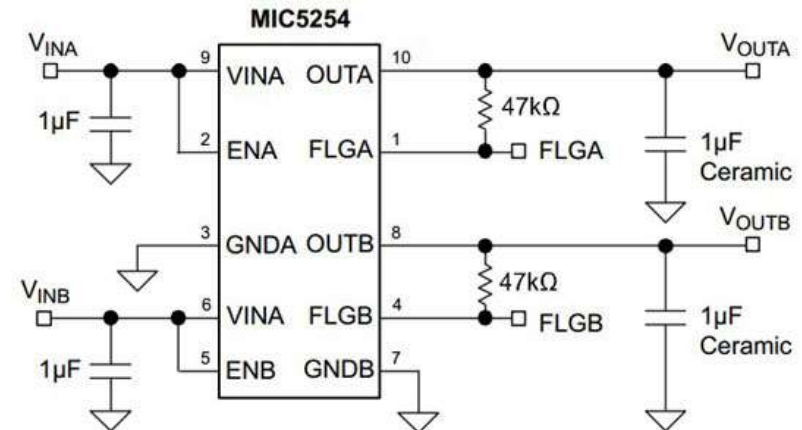 MIC5254
VINA
VOUTA
9 VINA OUTA 10
47kΩ
1µF
2 ENA FLGA 1
FLGA
1µF
Ceramic
3 GNDA OUTB 8
VOUTB
47kΩ
VINB
6 VINA FLGB 4
FLGB
1µF
Ceramic
1µF
5 ENB GNDB 7